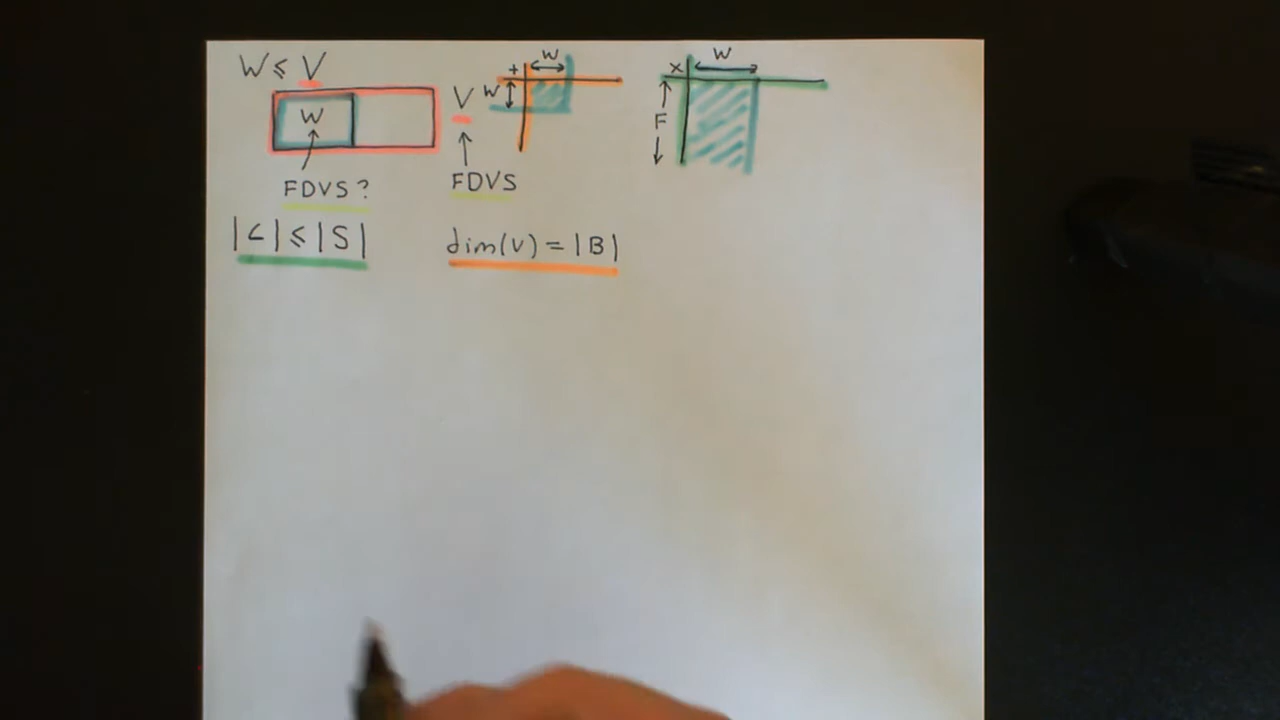 W ≤ V
W
FDVS?
V
FDVS
+ W
W
x W
F
|L| ≤ |S|
dim(V) = |B|